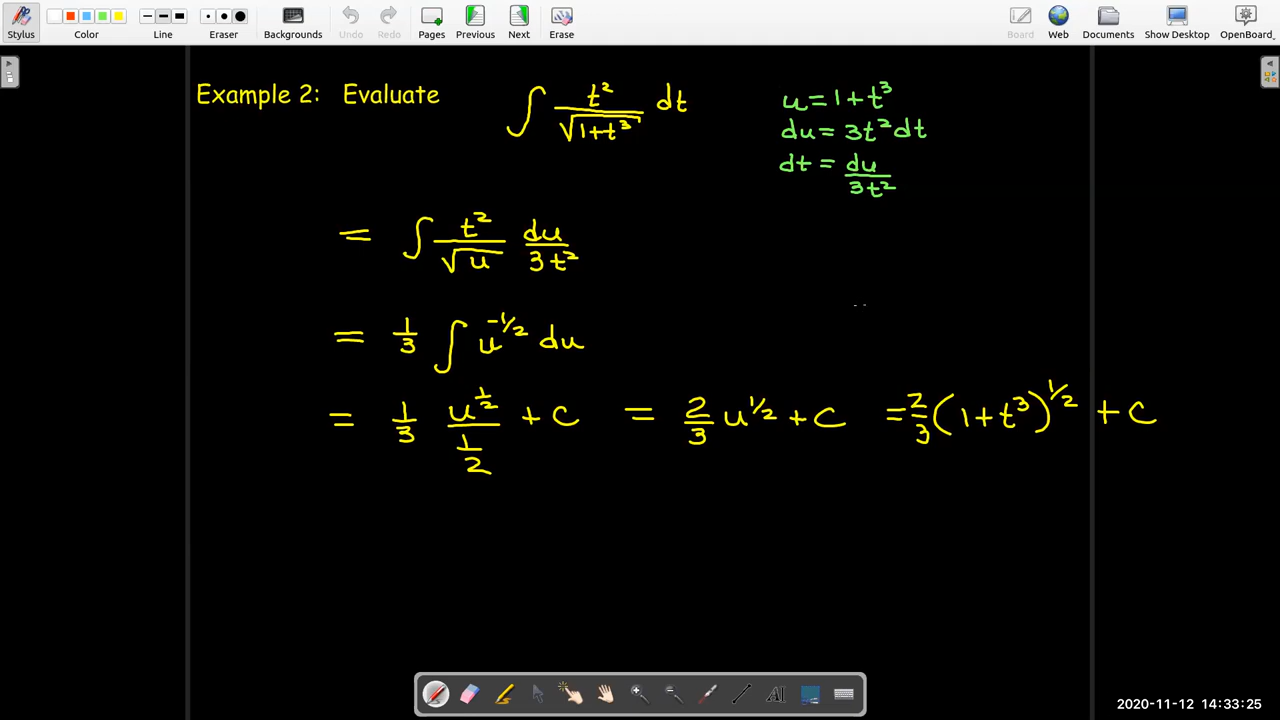 Stylus Color Line Eraser Backgrounds Undo Redo Pages Previous Next Erase Board Web Documents Show Desktop OpenBoard
Example 2: Evaluate ∫ t²/√(1+t³) dt
u = 1+t³
du = 3t² dt
dt = du/3t²
= ∫ t²/√u du/3t²
= 1/3 ∫ u^(-1/2) du
= 1/3 u^(1/2)/(1/2) + C = 2/3 u^(1/2) + C = 2/3 (1+t³)^(1/2) + C
2020-11-12 14:33:25